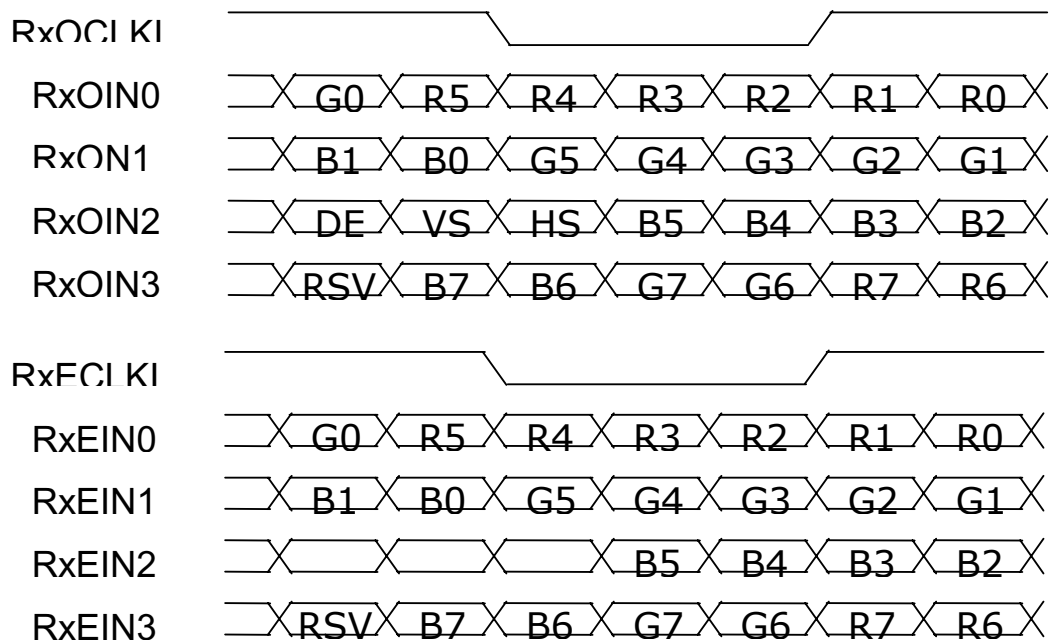 RxOCLKI
RxOIN0 G0 R5 R4 R3 R2 R1 R0
RxON1 B1 B0 G5 G4 G3 G2 G1
RxOIN2 DE VS HS B5 B4 B3 B2
RxOIN3 RSV B7 B6 G7 G6 R7 R6
RxECLKI
RxEIN0 G0 R5 R4 R3 R2 R1 R0
RxEIN1 B1 B0 G5 G4 G3 G2 G1
RxEIN2 B5 B4 B3 B2
RxEIN3 RSV B7 B6 G7 G6 R7 R6